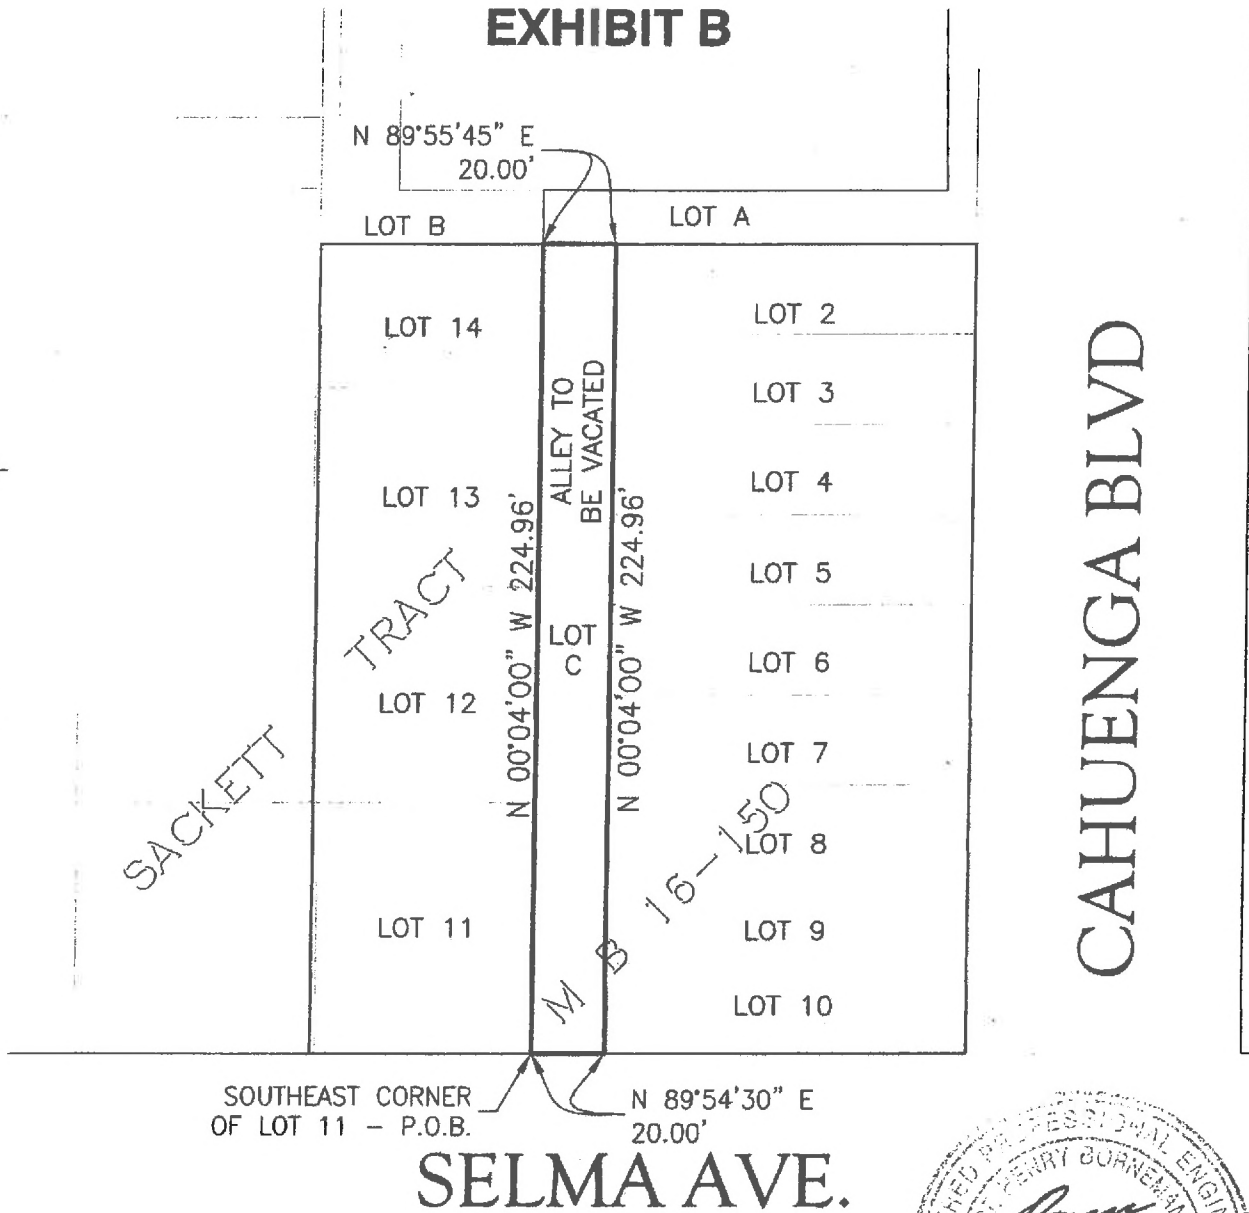 EXHIBIT B
N 89°55'45" E
20.00'
LOT B
LOT A
LOT 14
LOT 2
LOT 3
ALLEY TO
BE VACATED
LOT 13
LOT 4
N 00°04'00" W 224.96'
N 00°04'00" W 224.96'
LOT 5
TRACT
LOT
C
LOT 6
LOT 12
LOT 7
SACKETT
M B 16-150
LOT 8
LOT 11
LOT 9
LOT 10
CAHUENGA BLVD
SOUTHEAST CORNER
OF LOT 11 - P.O.B.
N 89°54'30" E
20.00'
SELMA AVE.
HENRY BORNEMAN